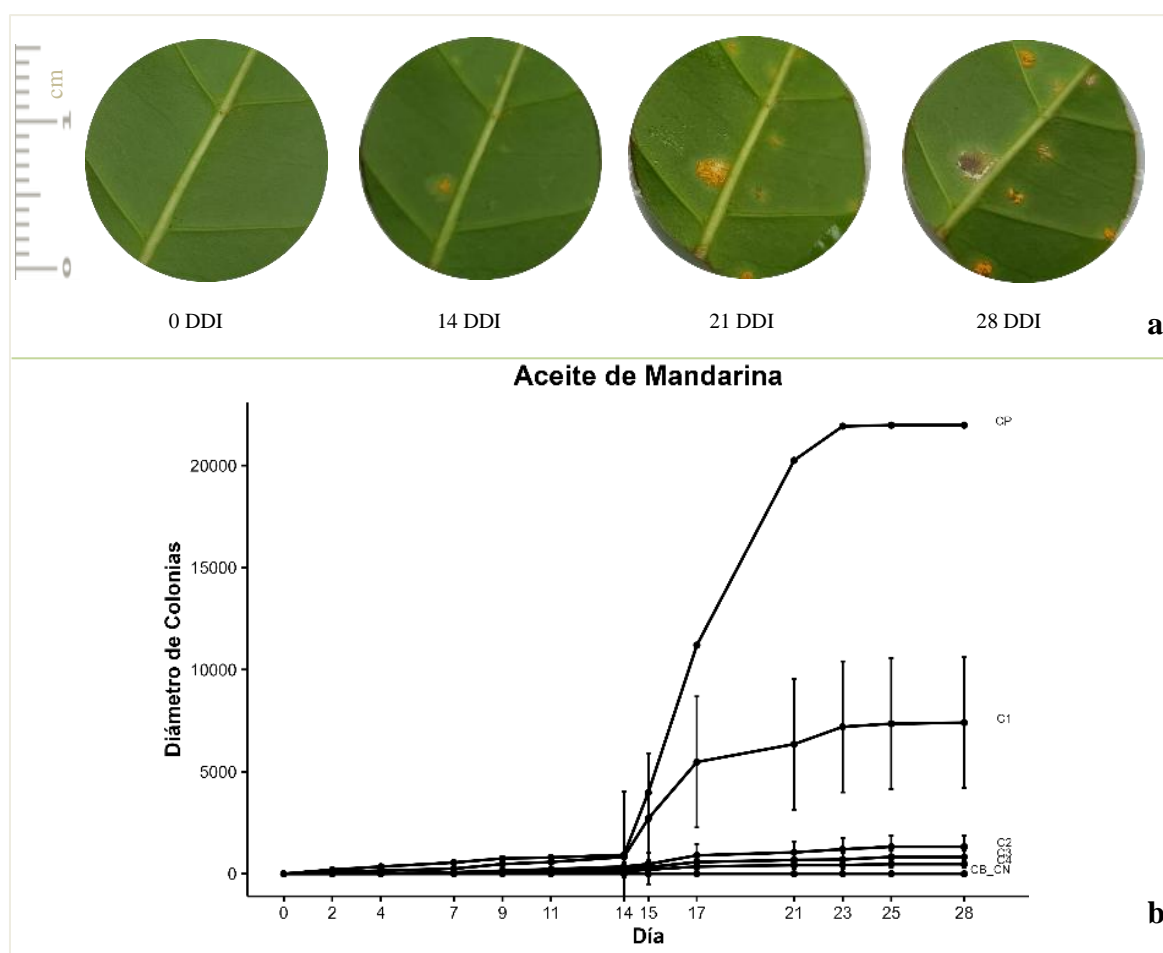 cm
1
0
0 DDI
14 DDI
21 DDI
28 DDI
a
Aceite de Mandarina
Diámetro de Colonias
20000
15000
10000
5000
0
CP
C1
C2
C3
C4
CB_CN
0 2 4 7 9 11 14 15 17 21 23 25 28
Día
b